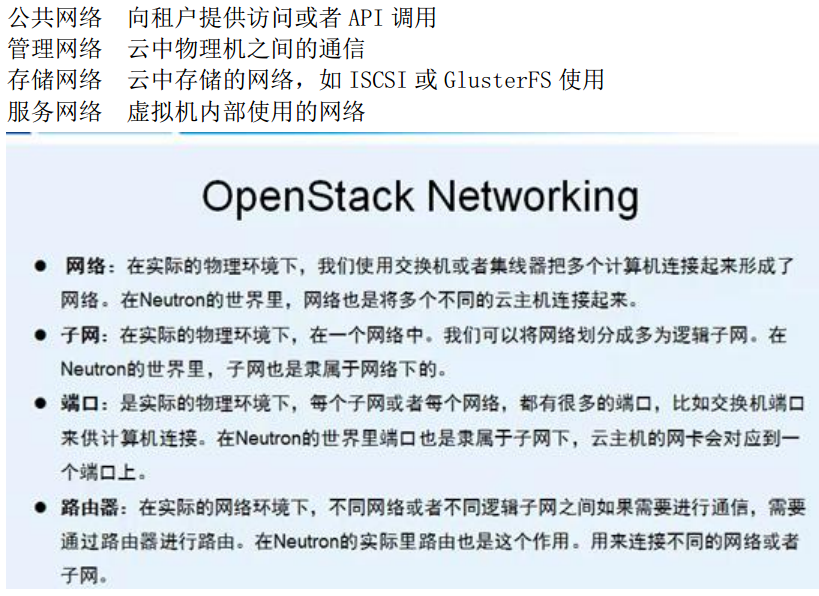 公共网络 向租户提供访问或者 API 调用
管理网络 云中物理机之间的通信
存储网络 云中存储的网络，如 ISCSI 或 GlusterFS 使用
服务网络 虚拟机内部使用的网络
OpenStack Networking
● 网络：在实际的物理环境下，我们使用交换机或者集线器把多个计算机连接起来形成了
网络。在Neutron的世界里，网络也是将多个不同的云主机连接起来。
● 子网：在实际的物理环境下，在一个网络中。我们可以将网络划分成多为逻辑子网。在
Neutron的世界里，子网也是隶属于网络下的。
● 端口：是实际的物理环境下，每个子网或者每个网络，都有很多的端口，比如交换机端口
来供计算机连接。在Neutron的世界里端口也是隶属于子网下，云主机的网卡会对应到一
个端口上。
● 路由器：在实际的网络环境下，不同网络或者不同逻辑子网之间如果需要进行通信，需要
通过路由器进行路由。在Neutron的实际里路由也是这个作用。用来连接不同的网络或者
子网。